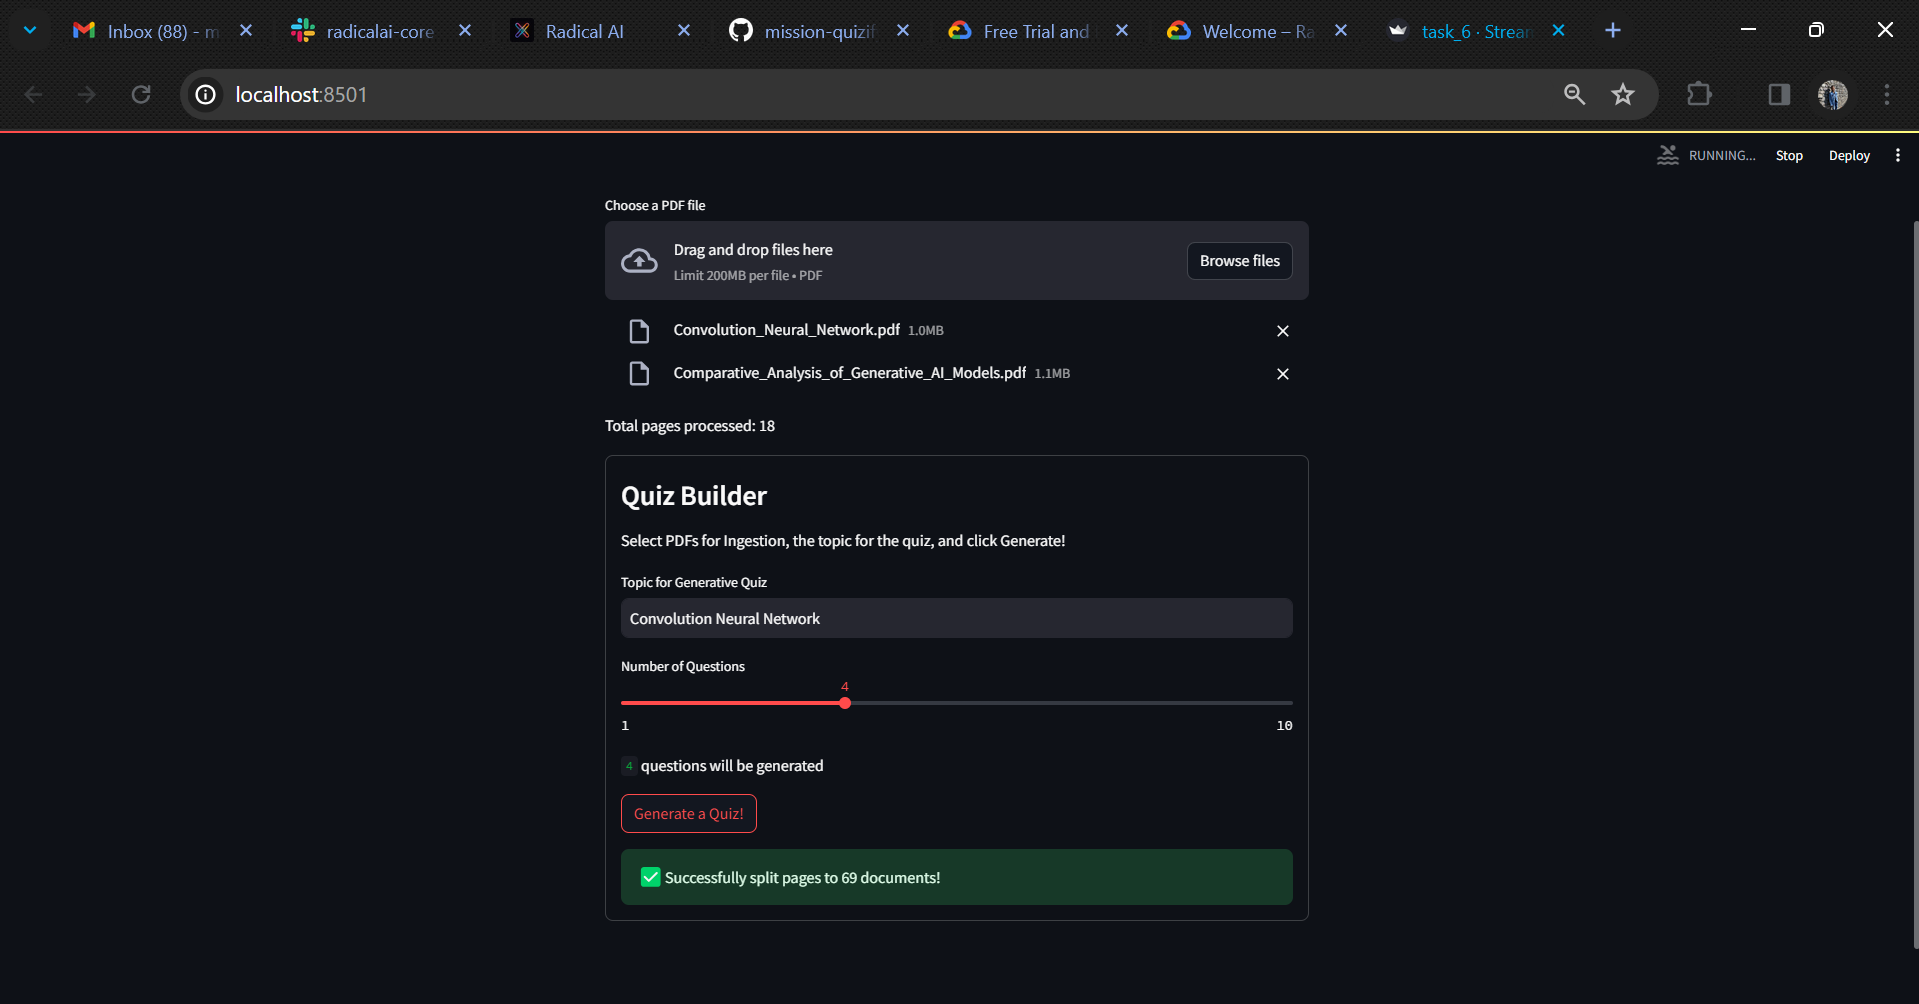 Inbox (88) - m
radicalai-core
Radical AI
mission-quizif
Free Trial and
Welcome – Ra
task_6 · Strean
localhost:8501
RUNNING...
Stop
Deploy
Choose a PDF file
Drag and drop files here
Limit 200MB per file • PDF
Browse files
Convolution_Neural_Network.pdf 1.0MB
Comparative_Analysis_of_Generative_AI_Models.pdf 1.1MB
Total pages processed: 18
Quiz Builder
Select PDFs for Ingestion, the topic for the quiz, and click Generate!
Topic for Generative Quiz
Convolution Neural Network
Number of Questions
4
1 10
4 questions will be generated
Generate a Quiz!
Successfully split pages to 69 documents!